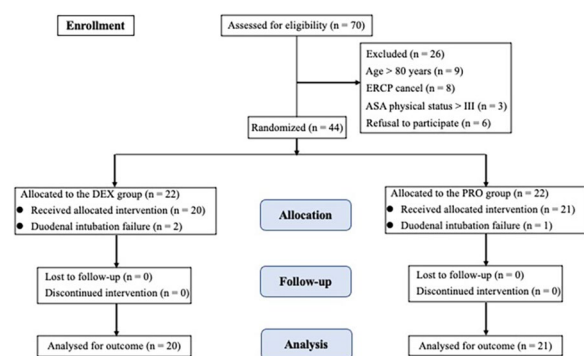 Enrollment
Assessed for eligibility (n = 70)
Excluded (n = 26)
Age > 80 years (n = 9)
ERCP cancel (n = 8)
ASA physical status > III (n = 3)
Refusal to participate (n = 6)
Randomized (n = 44)
Allocated to the DEX group (n = 22)
● Received allocated intervention (n = 20)
● Duodenal intubation failure (n = 2)
Allocation
Allocated to the PRO group (n = 22)
● Received allocated intervention (n = 21)
● Duodenal intubation failure (n = 1)
Lost to follow-up (n = 0)
Discontinued intervention (n = 0)
Follow-up
Lost to follow-up (n = 0)
Discontinued intervention (n = 0)
Analysed for outcome (n = 20)
Analysis
Analysed for outcome (n = 21)